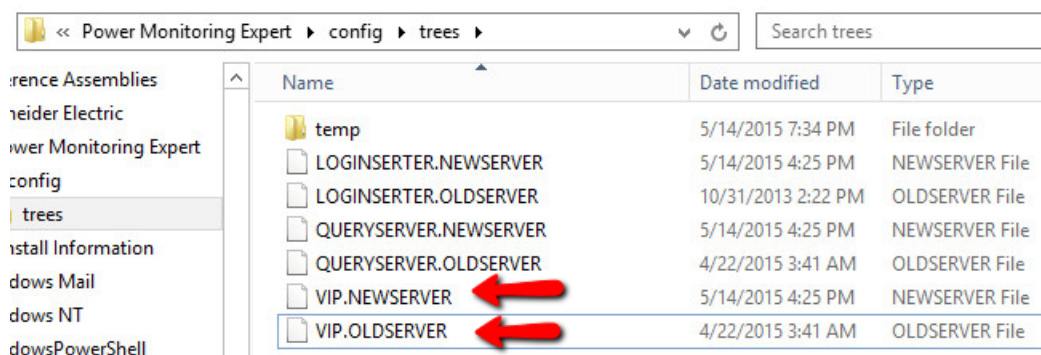 « Power Monitoring Expert ▸ config ▸ trees ▸ Search trees
rence Assemblies
neider Electric
wer Monitoring Expert
config
trees
nstall Information
dows Mail
dows NT
dowsPowerShell
Name Date modified Type
temp 5/14/2015 7:34 PM File folder
LOGINSERTER.NEWSERVER 5/14/2015 4:25 PM NEWSERVER File
LOGINSERTER.OLDSERVER 10/31/2013 2:22 PM OLDSERVER File
QUERYSERVER.NEWSERVER 5/14/2015 4:25 PM NEWSERVER File
QUERYSERVER.OLDSERVER 4/22/2015 3:41 AM OLDSERVER File
VIP.NEWSERVER 5/14/2015 4:25 PM NEWSERVER File
VIP.OLDSERVER 4/22/2015 3:41 AM OLDSERVER File